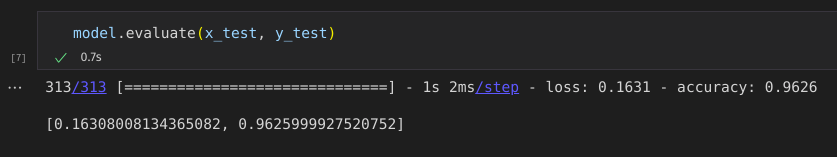 model.evaluate(x_test, y_test)
[7] 0.7s
... 313/313 [==============================] - 1s 2ms/step - loss: 0.1631 - accuracy: 0.9626
[0.16308008134365082, 0.9625999927520752]